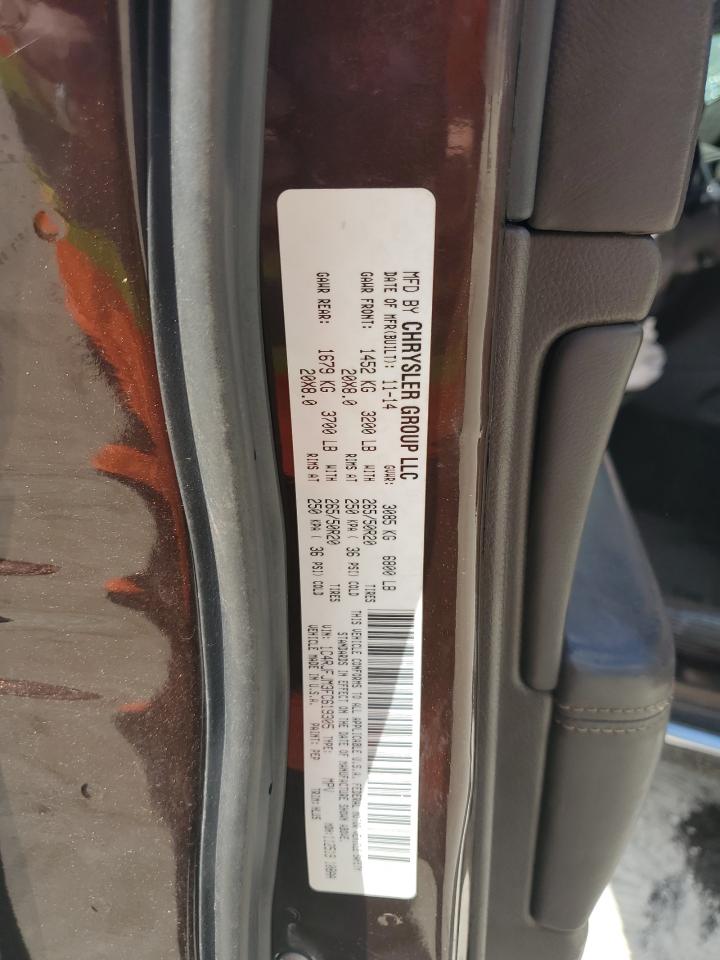 MFD BY CHRYSLER GROUP LLC
DATE OF MFR(BUILT): 11-14 GVWR: 3085 KG 6800 LB
GAWR FRONT: 1452 KG 3200 LB WITH 265/50R20 TIRES
20X8.0 RIMS AT 250 KPA ( 36 PSI) COLD
GAWR REAR: 1679 KG 3700 LB WITH 265/50R20 TIRES
20X8.0 RIMS AT 250 KPA ( 36 PSI) COLD
THIS VEHICLE CONFORMS TO ALL APPLICABLE U.S.A. FEDERAL MOTOR VEHICLE SAFETY
STANDARDS IN EFFECT ON THE DATE OF MANUFACTURE SHOWN ABOVE.
VIN: 1C4RJFJM3FC619305 TYPE: MPV
VEHICLE MADE IN U.S.A. PAINT: PEP TRIM: